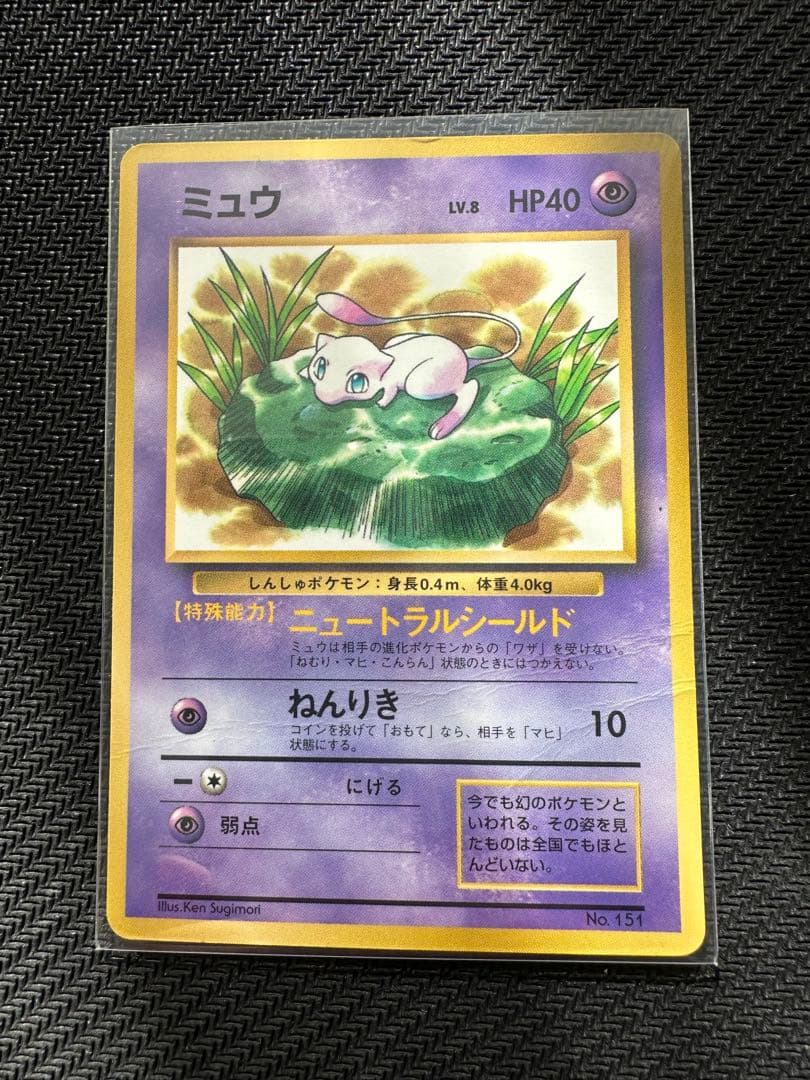 ミュウ LV.8 HP40
しんしゅポケモン：身長0.4m、体重4.0kg
【特殊能力】 ニュートラルシールド
ミュウは相手の進化ポケモンからの「ワザ」を受けない。
「ねむり・マヒ・こんらん」状態のときにはつかえない。
ねんりき 10
コインを投げて「おもて」なら、相手を「マヒ」
状態にする。
にげる
弱点
今でも幻のポケモンと
いわれる。その姿を見
たものは全国でもほと
んどいない。
Illus.Ken Sugimori
No. 151